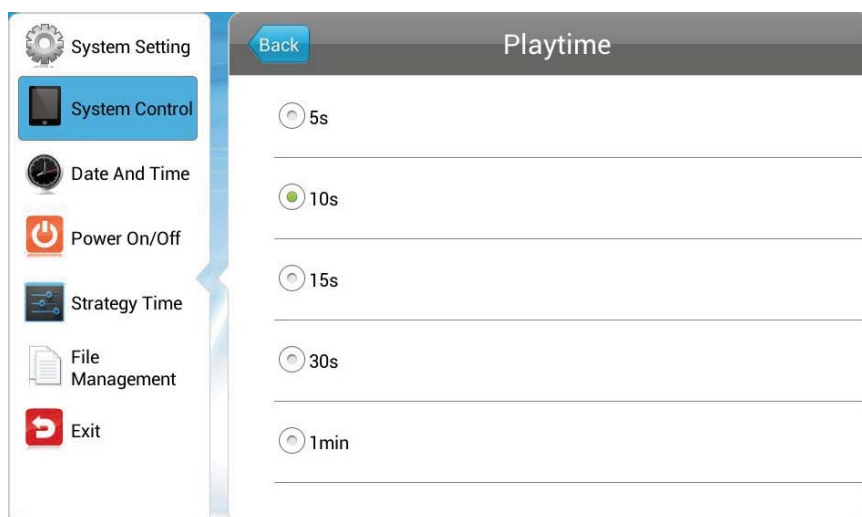 System Setting
System Control
Date And Time
Power On/Off
Strategy Time
File
Management
Exit
Back
Playtime
5s
10s
15s
30s
1min